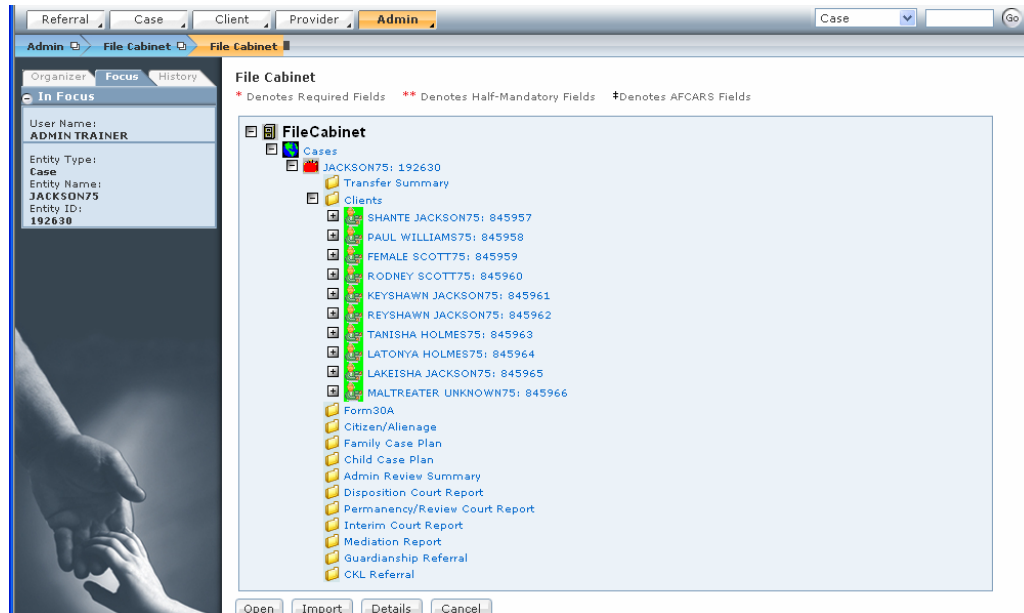 Referral Case Client Provider Admin Case Go
Admin File Cabinet File Cabinet
Organizer Focus History
In Focus
User Name:
ADMIN TRAINER
Entity Type:
Case
Entity Name:
JACKSON75
Entity ID:
192630
File Cabinet
* Denotes Required Fields ** Denotes Half-Mandatory Fields ‡Denotes AFCARS Fields
FileCabinet
Cases
JACKSON75: 192630
Transfer Summary
Clients
SHANTE JACKSON75: 845957
PAUL WILLIAMS75: 845958
FEMALE SCOTT75: 845959
RODNEY SCOTT75: 845960
KEYSHAWN JACKSON75: 845961
REYSHAWN JACKSON75: 845962
TANISHA HOLMES75: 845963
LATONYA HOLMES75: 845964
LAKEISHA JACKSON75: 845965
MALTREATER UNKNOWN75: 845966
Form30A
Citizen/Alienage
Family Case Plan
Child Case Plan
Admin Review Summary
Disposition Court Report
Permanency/Review Court Report
Interim Court Report
Mediation Report
Guardianship Referral
CKL Referral
Open Import Details Cancel